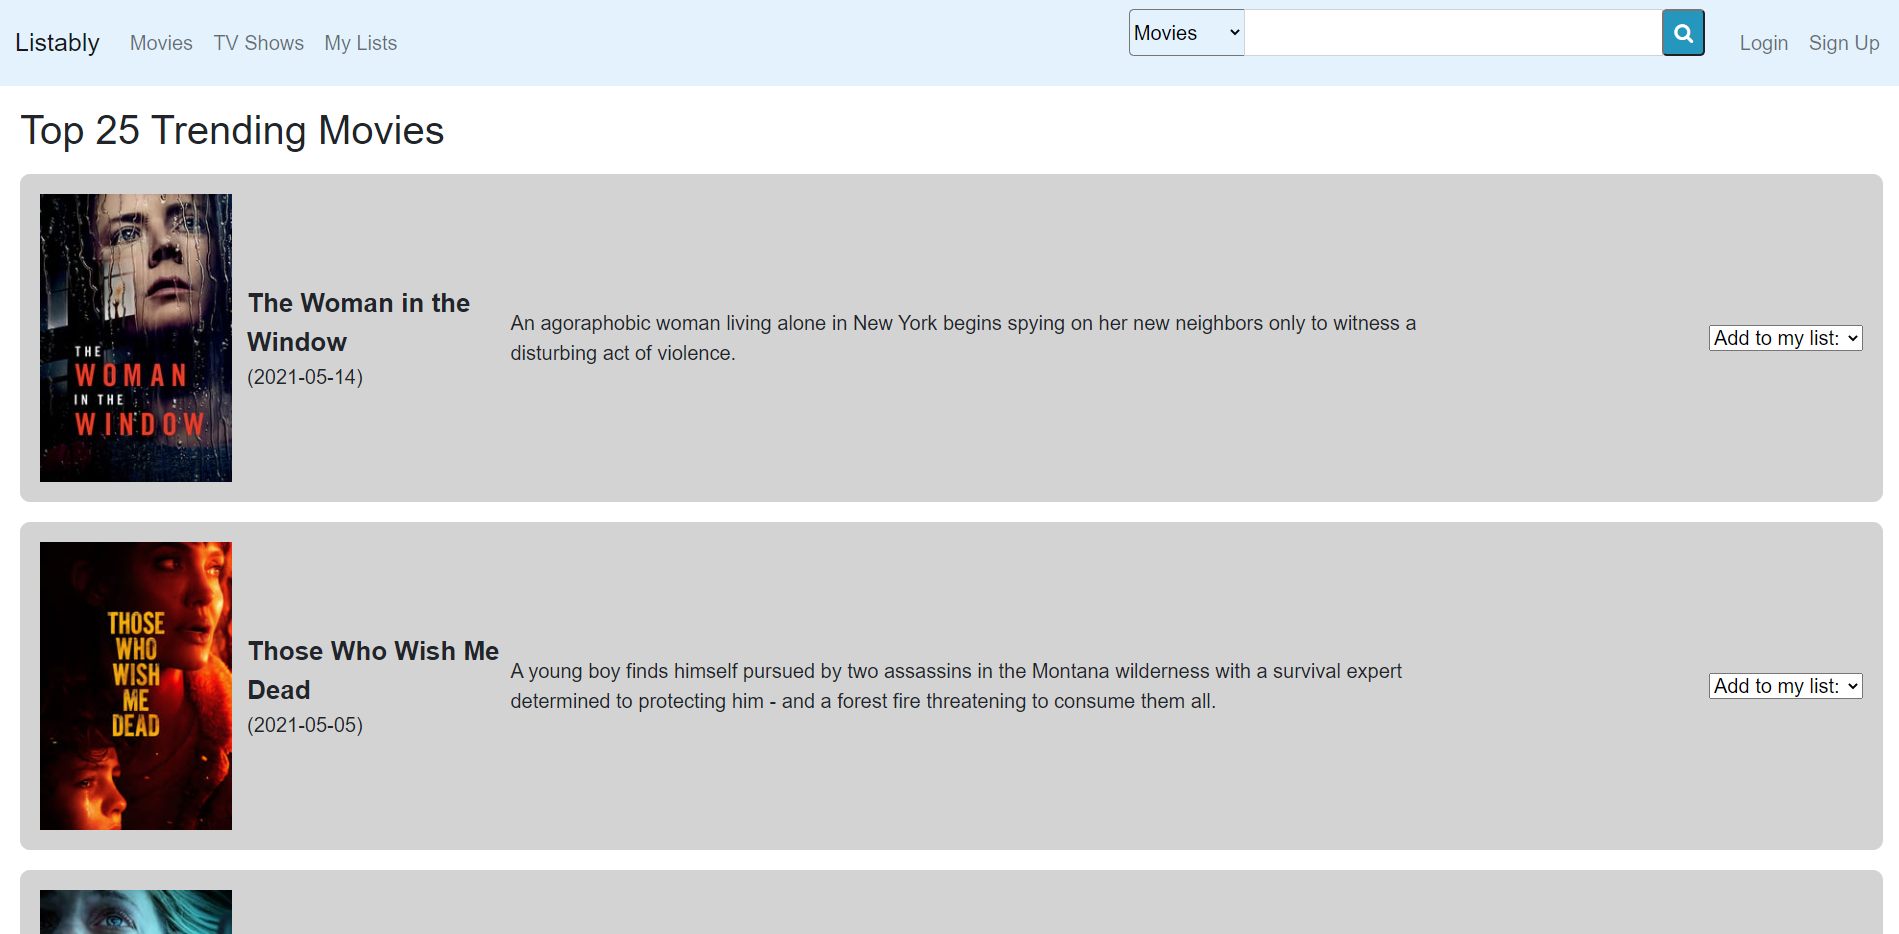 Listably Movies TV Shows My Lists Movies Login Sign Up
Top 25 Trending Movies
THE
WOMAN
IN THE
WINDOW
The Woman in the
Window
(2021-05-14)
An agoraphobic woman living alone in New York begins spying on her new neighbors only to witness a
disturbing act of violence.
Add to my list:
THOSE
WHO
WISH
ME
DEAD
Those Who Wish Me
Dead
(2021-05-05)
A young boy finds himself pursued by two assassins in the Montana wilderness with a survival expert
determined to protecting him - and a forest fire threatening to consume them all.
Add to my list: